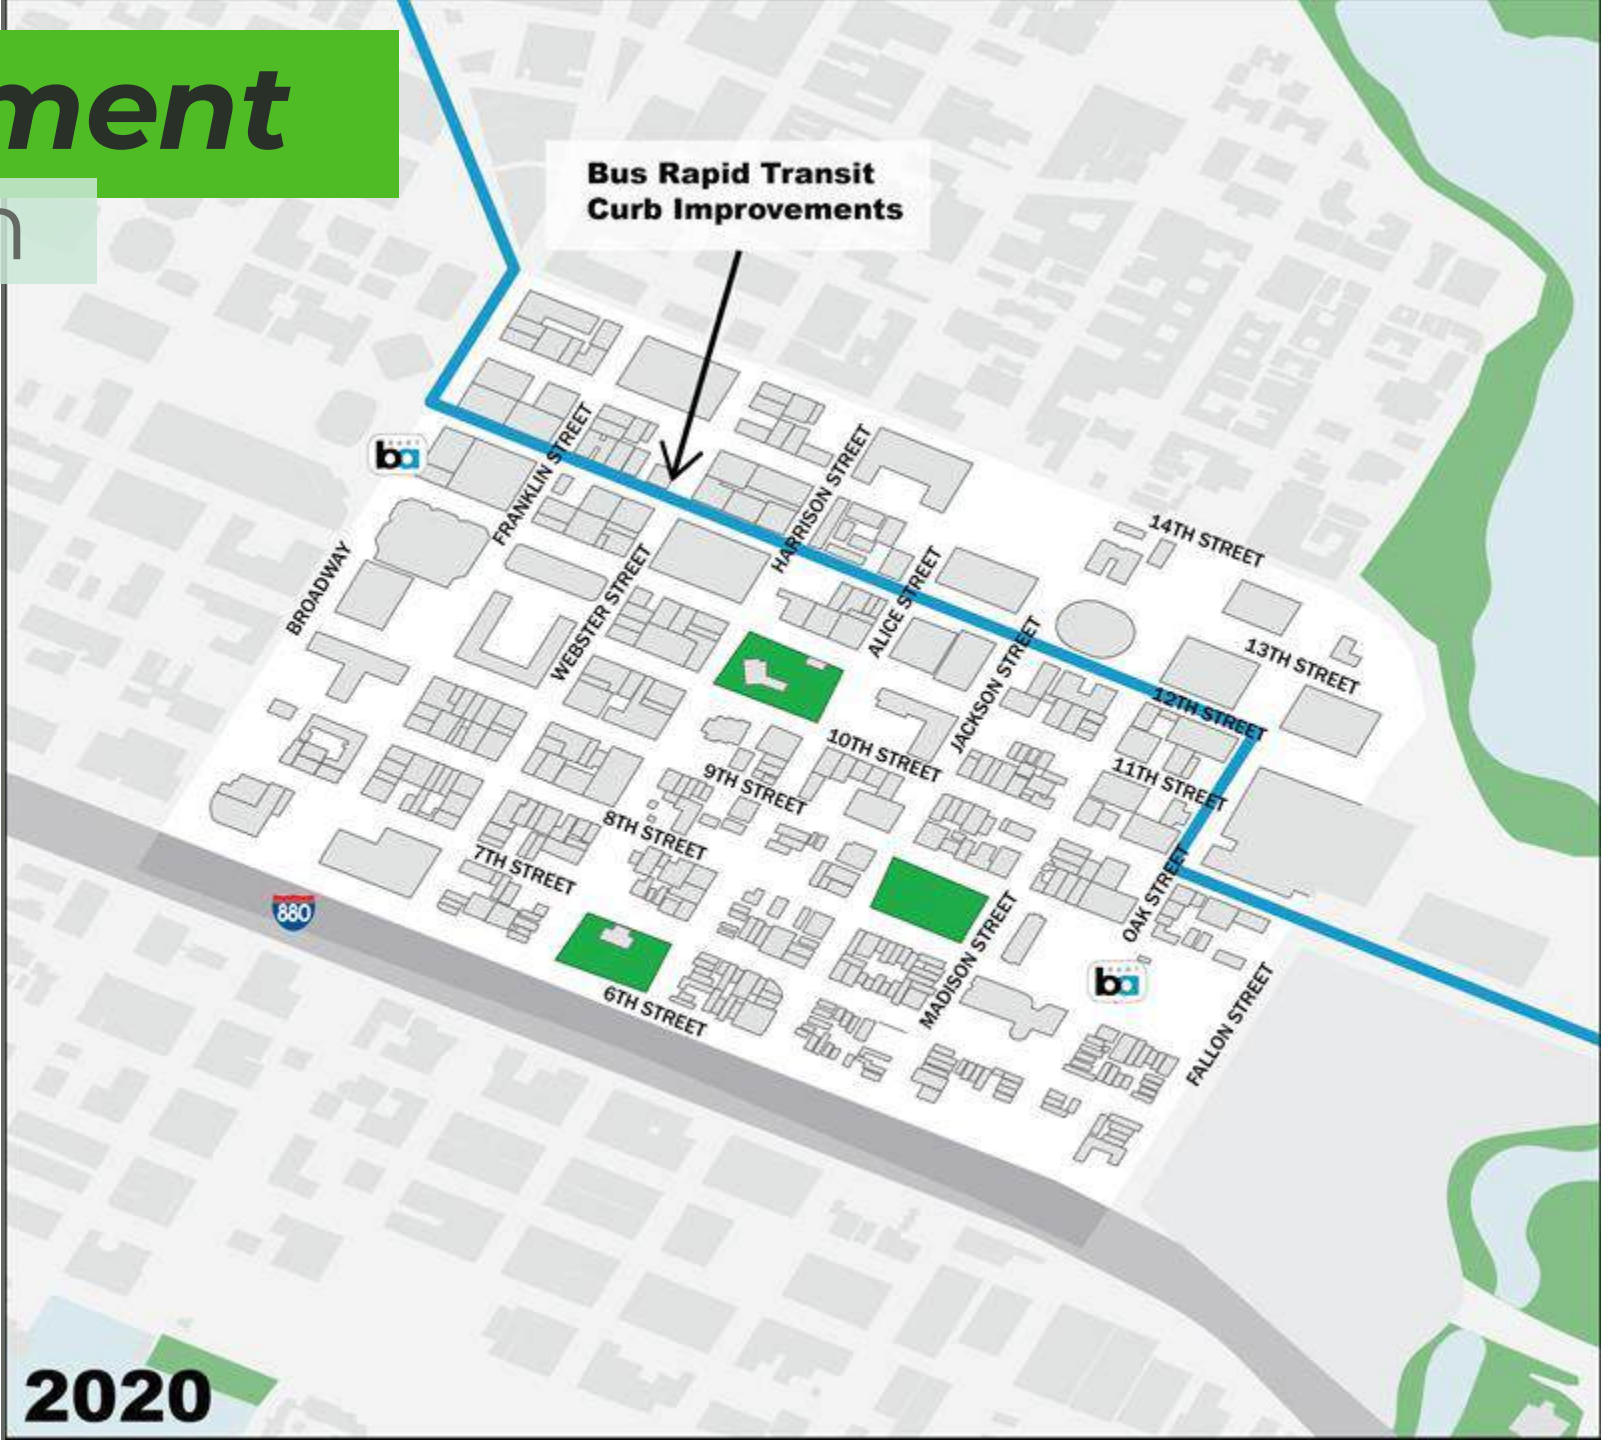 ment
n
Bus Rapid Transit
Curb Improvements
ba
FRANKLIN STREET
HARRISON STREET
14TH STREET
BROADWAY
WEBSTER STREET
ALICE STREET
JACKSON STREET
13TH STREET
12TH STREET
10TH STREET
11TH STREET
9TH STREET
8TH STREET
7TH STREET
880
OAK STREET
MADISON STREET
ba
6TH STREET
FALLON STREET
2020